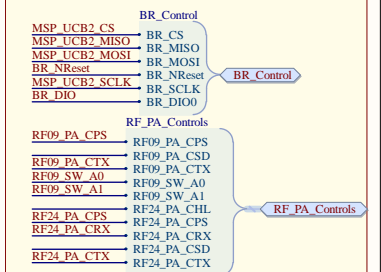 BR_Control
MSP_UCB2_CS BR_CS
MSP_UCB2_MISO BR_MISO
MSP_UCB2_MOSI BR_MOSI
BR_NReset BR_NReset
MSP_UCB2_SCLK BR_SCLK
BR_DIO BR_DIO0
BR_Control
RF_PA_Controls
RF09_PA_CPS RF09_PA_CPS
RF09_PA_CSD
RF09_PA_CTX RF09_PA_CTX
RF09_SW_A0 RF09_SW_A0
RF09_SW_A1 RF09_SW_A1
RF24_PA_CHL
RF24_PA_CPS RF24_PA_CPS
RF24_PA_CRX RF24_PA_CRX
RF24_PA_CSD
RF24_PA_CTX RF24_PA_CTX
RF_PA_Controls